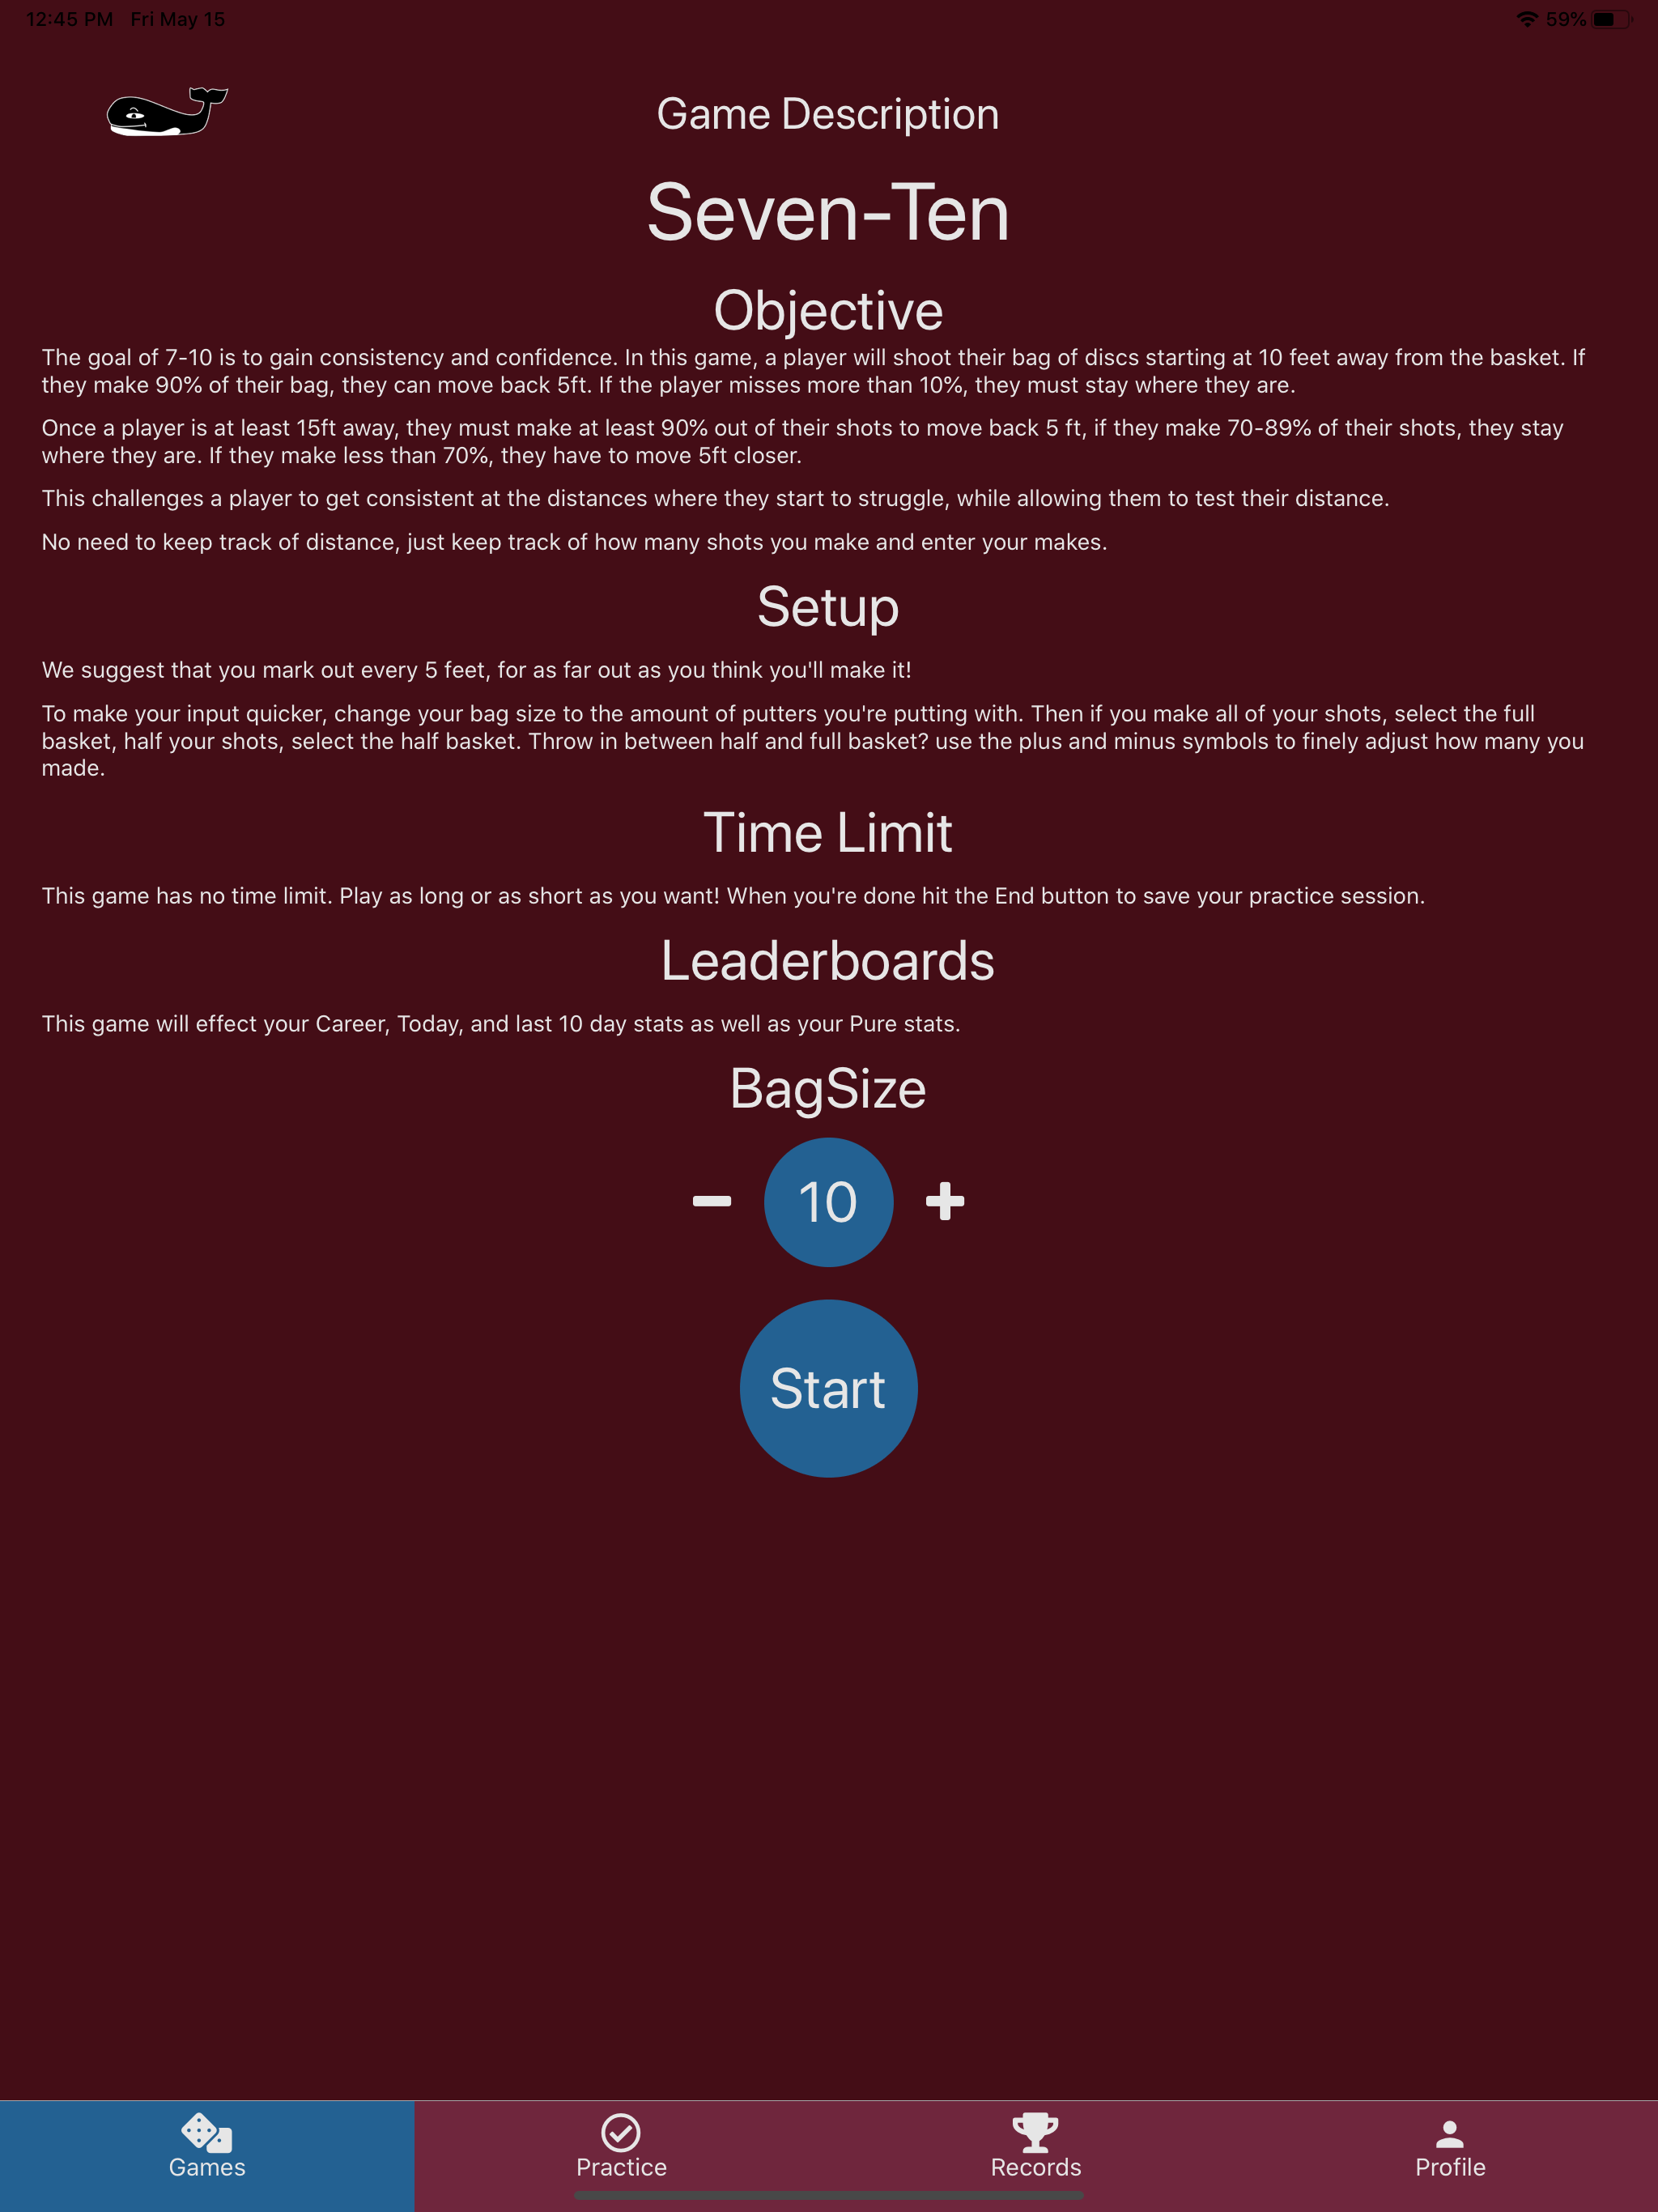 12:45 PM Fri May 15
59%
Game Description
Seven-Ten
Objective
The goal of 7-10 is to gain consistency and confidence. In this game, a player will shoot their bag of discs starting at 10 feet away from the basket. If
they make 90% of their bag, they can move back 5ft. If the player misses more than 10%, they must stay where they are.
Once a player is at least 15ft away, they must make at least 90% out of their shots to move back 5 ft, if they make 70-89% of their shots, they stay
where they are. If they make less than 70%, they have to move 5ft closer.
This challenges a player to get consistent at the distances where they start to struggle, while allowing them to test their distance.
No need to keep track of distance, just keep track of how many shots you make and enter your makes.
Setup
We suggest that you mark out every 5 feet, for as far out as you think you'll make it!
To make your input quicker, change your bag size to the amount of putters you're putting with. Then if you make all of your shots, select the full
basket, half your shots, select the half basket. Throw in between half and full basket? use the plus and minus symbols to finely adjust how many you
made.
Time Limit
This game has no time limit. Play as long or as short as you want! When you're done hit the End button to save your practice session.
Leaderboards
This game will effect your Career, Today, and last 10 day stats as well as your Pure stats.
BagSize
10
Start
Games
Practice
Records
Profile